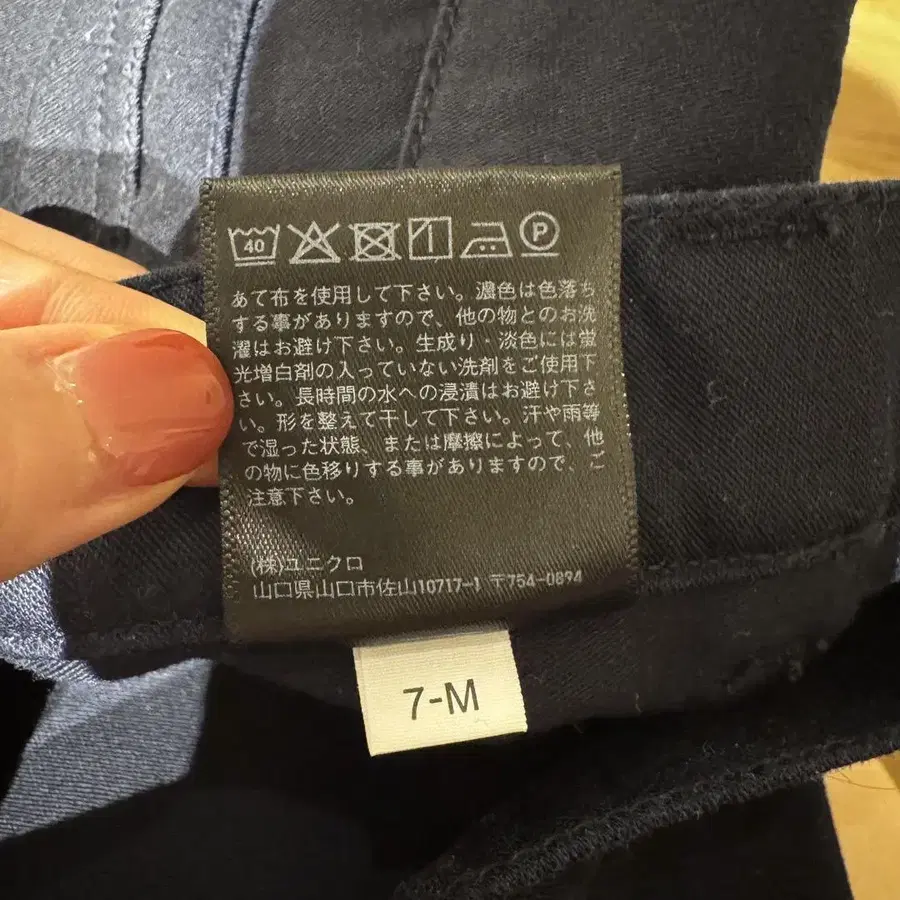 40 P
あて布を使用して下さい。濃色は色落ち
する事がありますので、他の物とのお洗
濯はお避け下さい。生成り・淡色には蛍
光増白剤の入っていない洗剤をご使用下
さい。長時間の水への浸漬はお避け下さ
い。形を整えて干して下さい。汗や雨等
で湿った状態、または摩擦によって、他
の物に色移りする事がありますので、ご
注意下さい。
(株)ユニクロ
山口県山口市佐山10717-1 〒754-0894
7-M